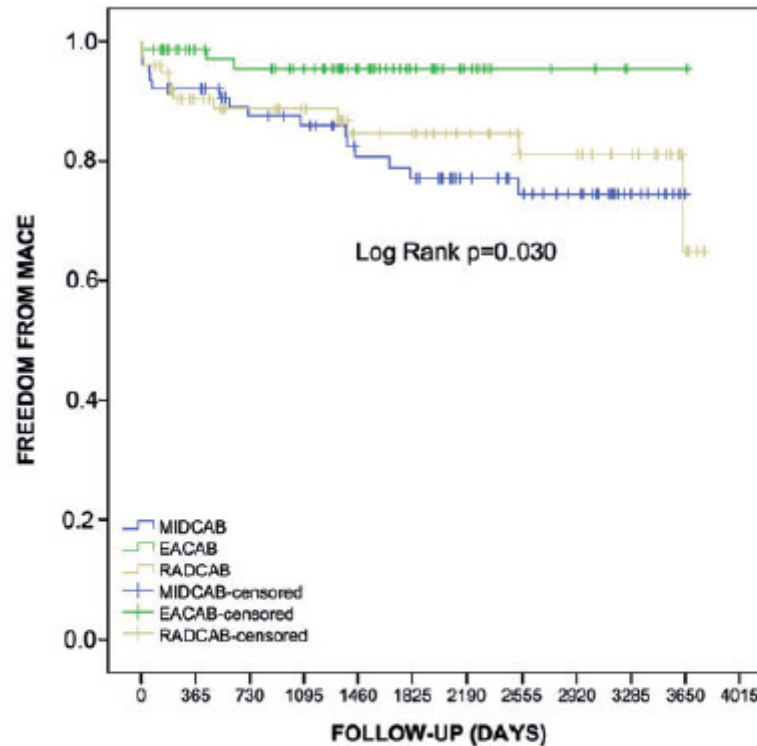 1.0
0.8
0.6
0.4
0.2
0.0
FREEDOM FROM MACE
Log Rank p=0.030
MIDCAB
EACAB
RADCAB
MIDCAB-censored
EACAB-censored
RADCAB-censored
0 365 730 1095 1460 1825 2190 2555 2920 3285 3650 4015
FOLLOW-UP (DAYS)